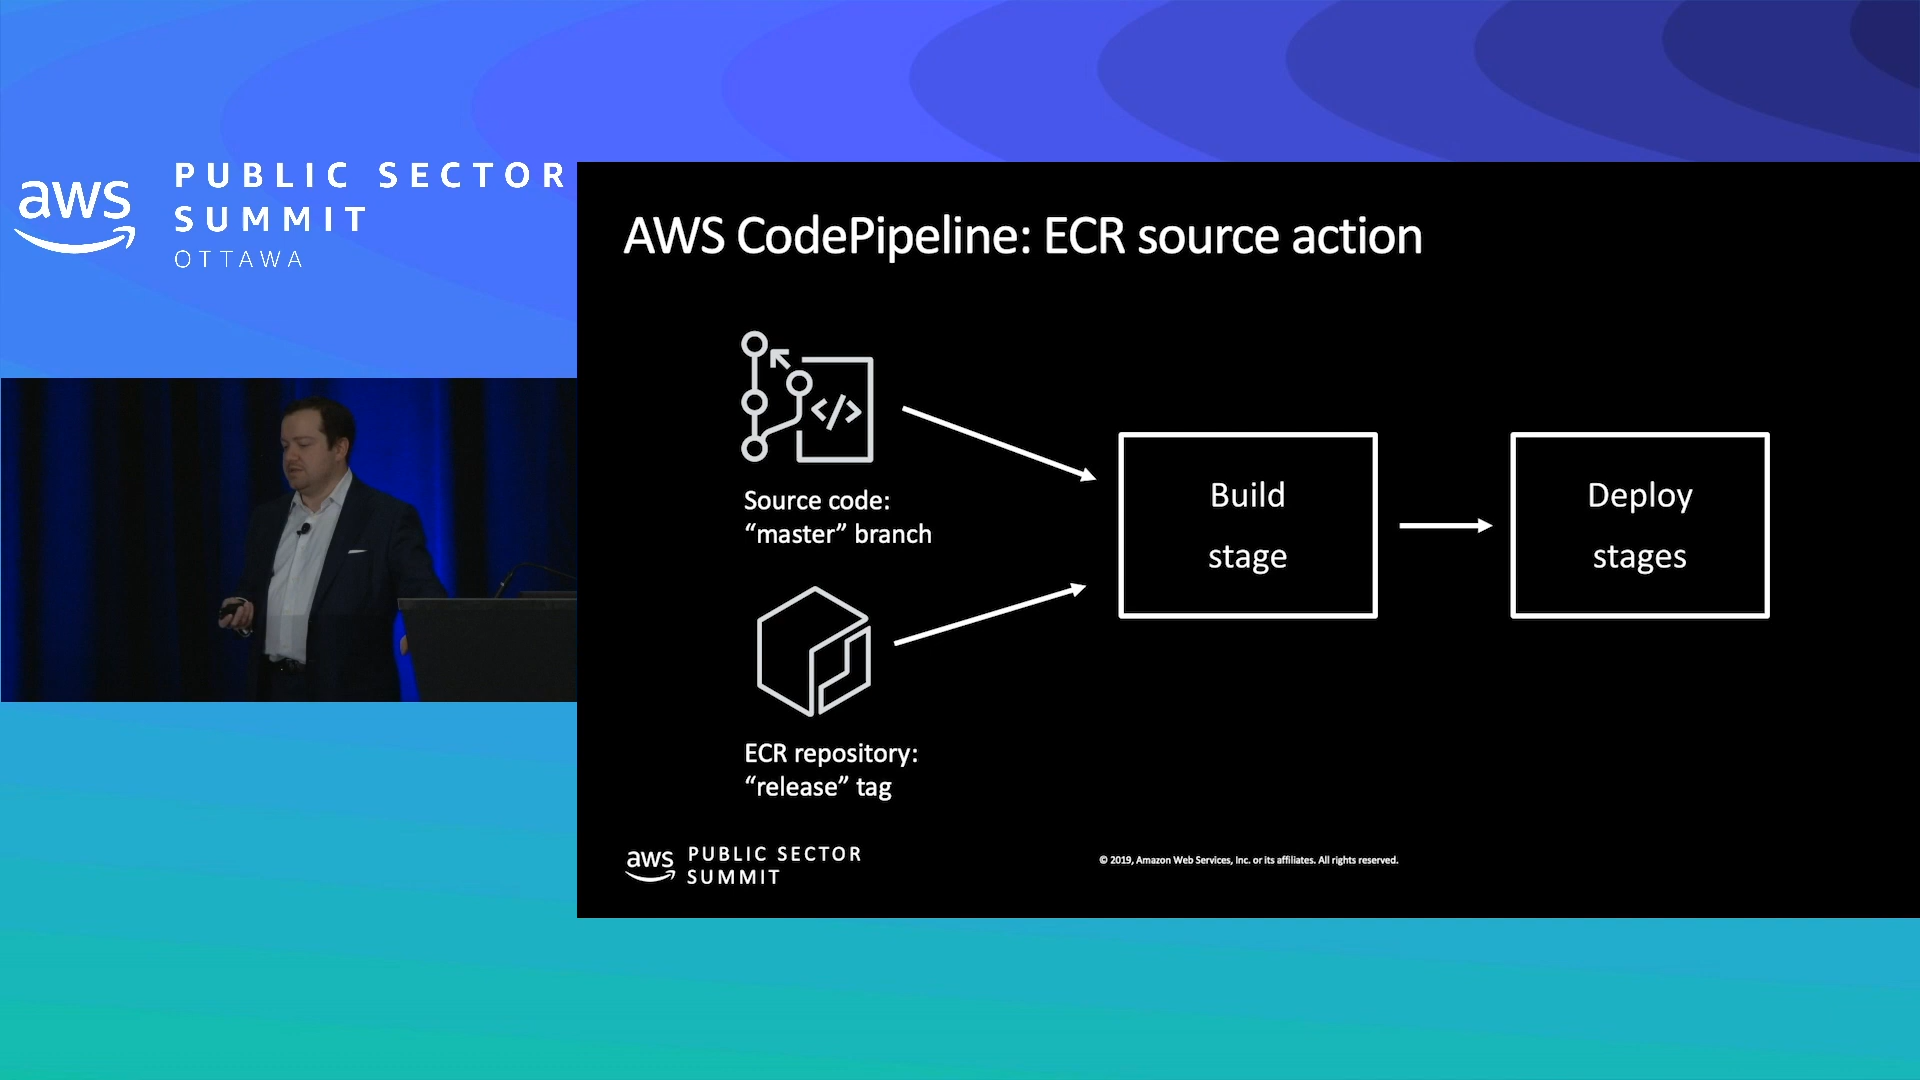 aws
PUBLIC SECTOR
SUMMIT
OTTAWA
AWS CodePipeline: ECR source action
</>
Source code:
“master” branch
Build
stage
Deploy
stages
ECR repository:
“release” tag
aws
PUBLIC SECTOR
SUMMIT
© 2019, Amazon Web Services, Inc. or its affiliates. All rights reserved.